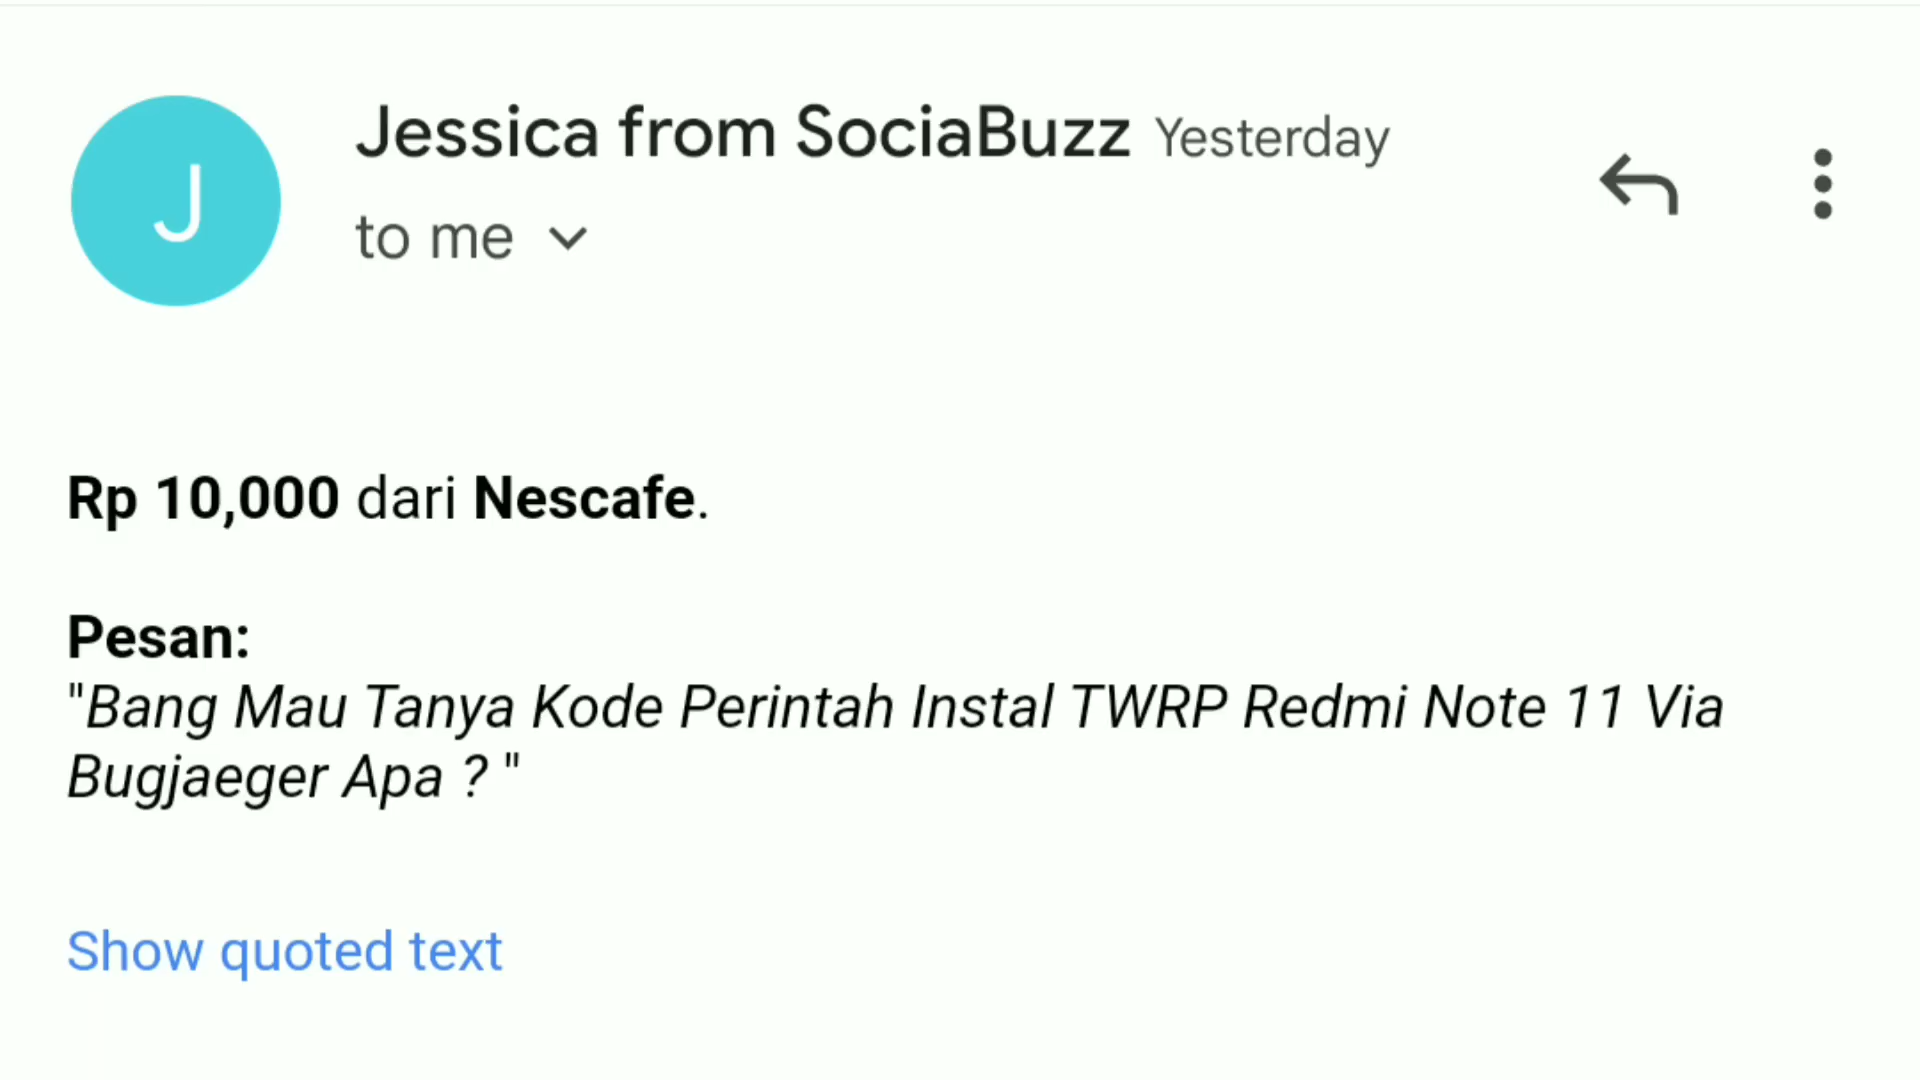 J
Jessica from SociaBuzz Yesterday
to me
Rp 10,000 dari Nescafe.
Pesan:
"Bang Mau Tanya Kode Perintah Instal TWRP Redmi Note 11 Via
Bugjaeger Apa ? "
Show quoted text